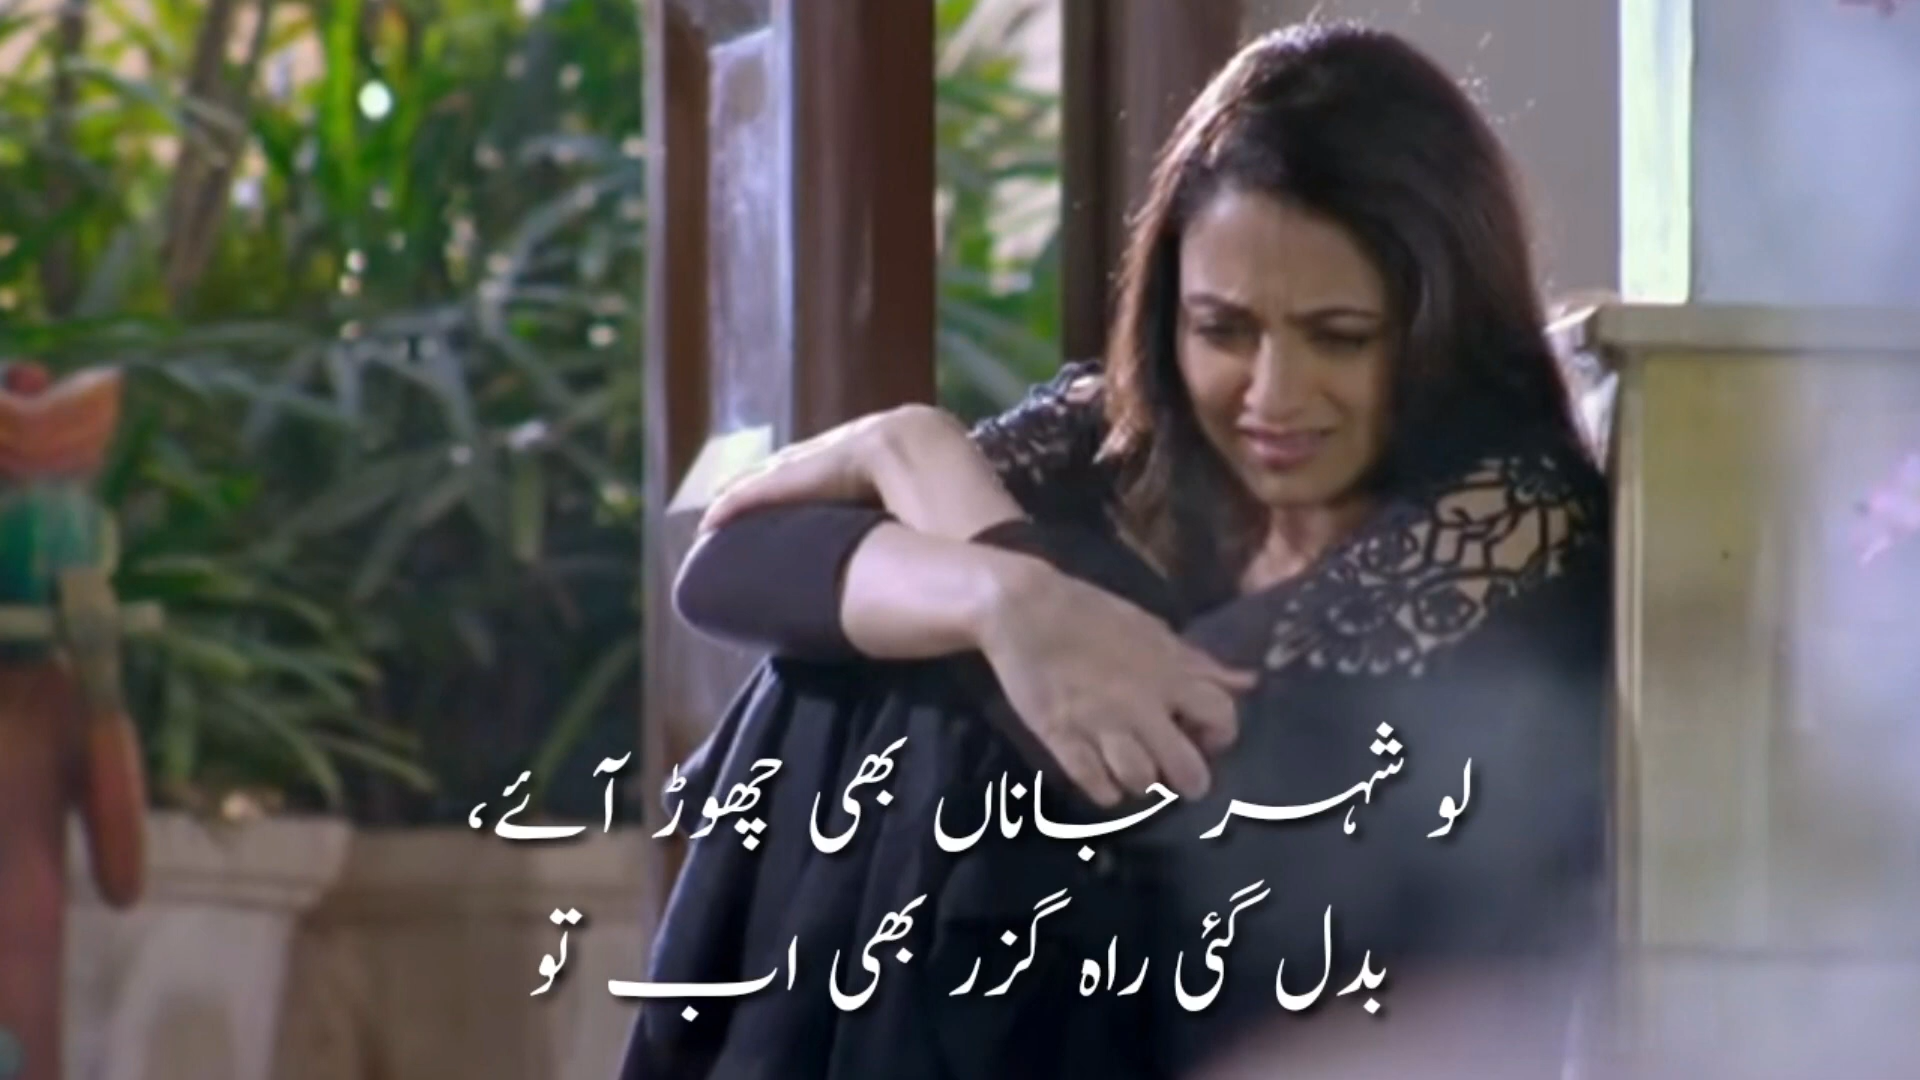 لو شہر جاناں بھی چھوڑ آئے،
بدل گئی راہ گزر بھی اب تو